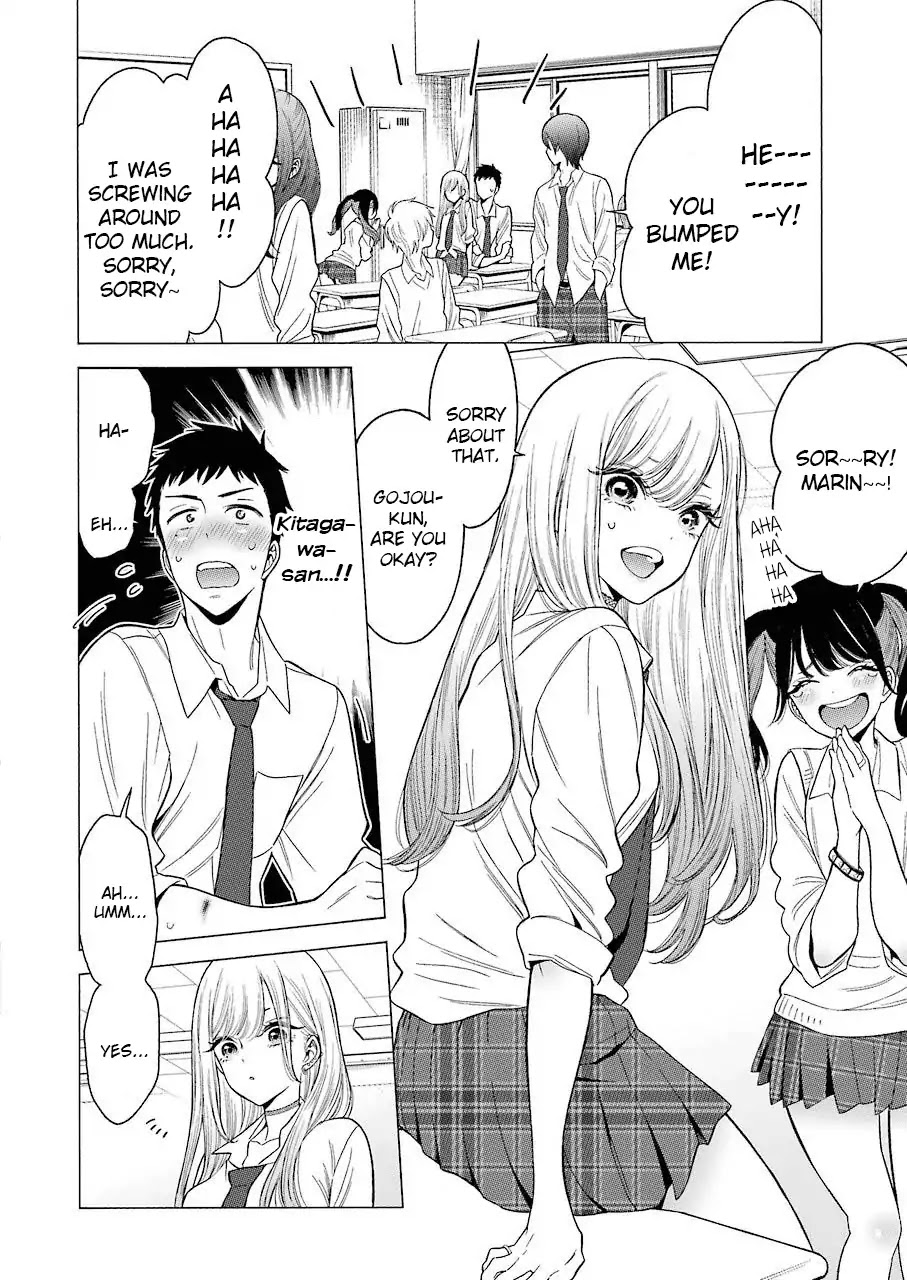 HE---
------
--Y!
YOU
BUMPED
ME!
A
HA
HA
HA
HA
!!
I WAS
SCREWING
AROUND
TOO MUCH.
SORRY,
SORRY~
SOR~~RY!
MARIN~~!
AHA
HA
HA
HA
SORRY
ABOUT
THAT.
GOJOU-
KUN,
ARE YOU
OKAY?
Kitaga-
wa-
san...!!
HA-
EH...
AH...
UMM...
YES...